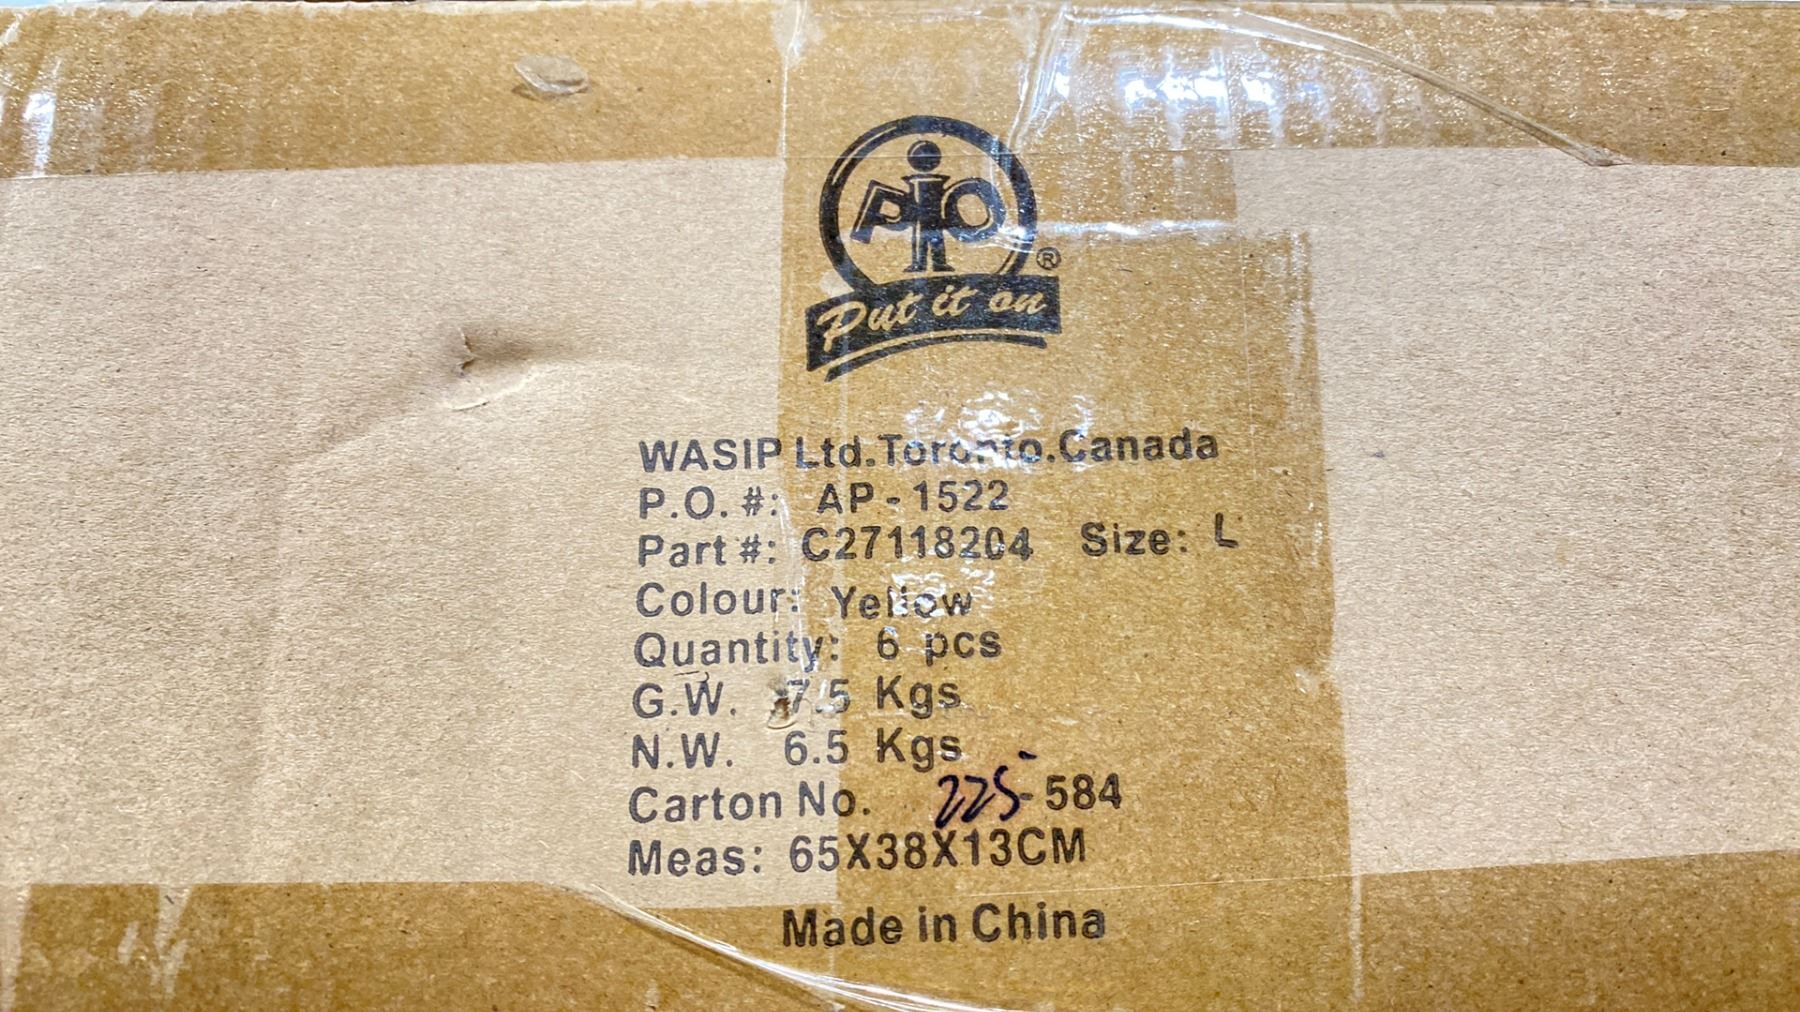 PiO ®
Put it on
WASIP Ltd.Toronto.Canada
P.O. #: AP-1522
Part #: C27118204 Size: L
Colour: Yellow
Quantity: 6 pcs
G.W. 7.5 Kgs
N.W. 6.5 Kgs
Carton No. 225-584
Meas: 65X38X13CM
Made in China